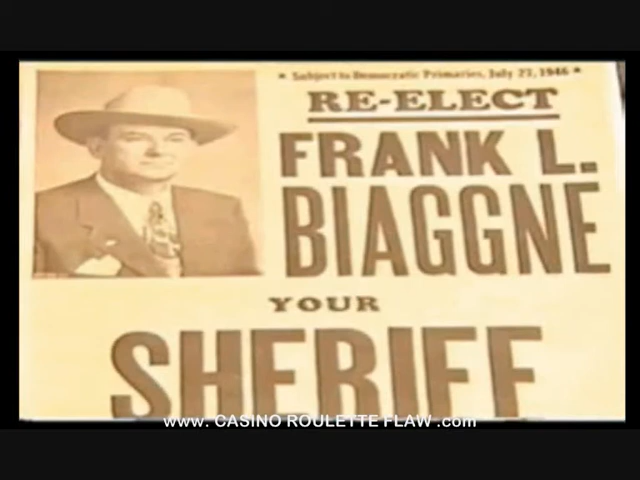 * Subject to Democratic Primaries, July 27, 1946 *
RE-ELECT
FRANK L.
BIAGGNE
YOUR
SHERIFF
www. CASINO ROULETTE FLAW .com